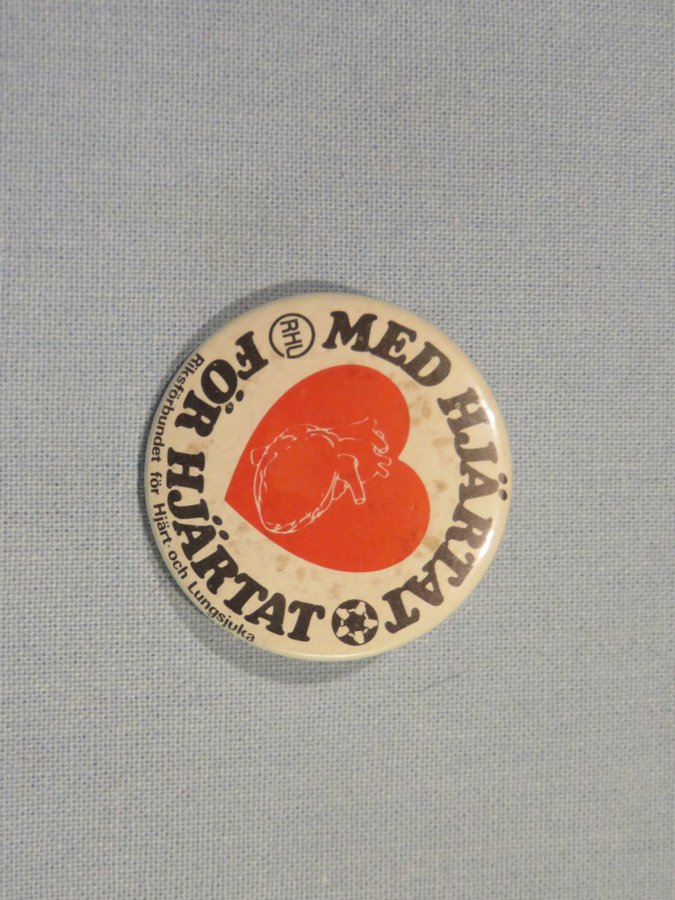 MED HJÄRTAT
FÖR HJÄRTAT
RHL
Riksförbundet för Hjärt- och Lungsjuka